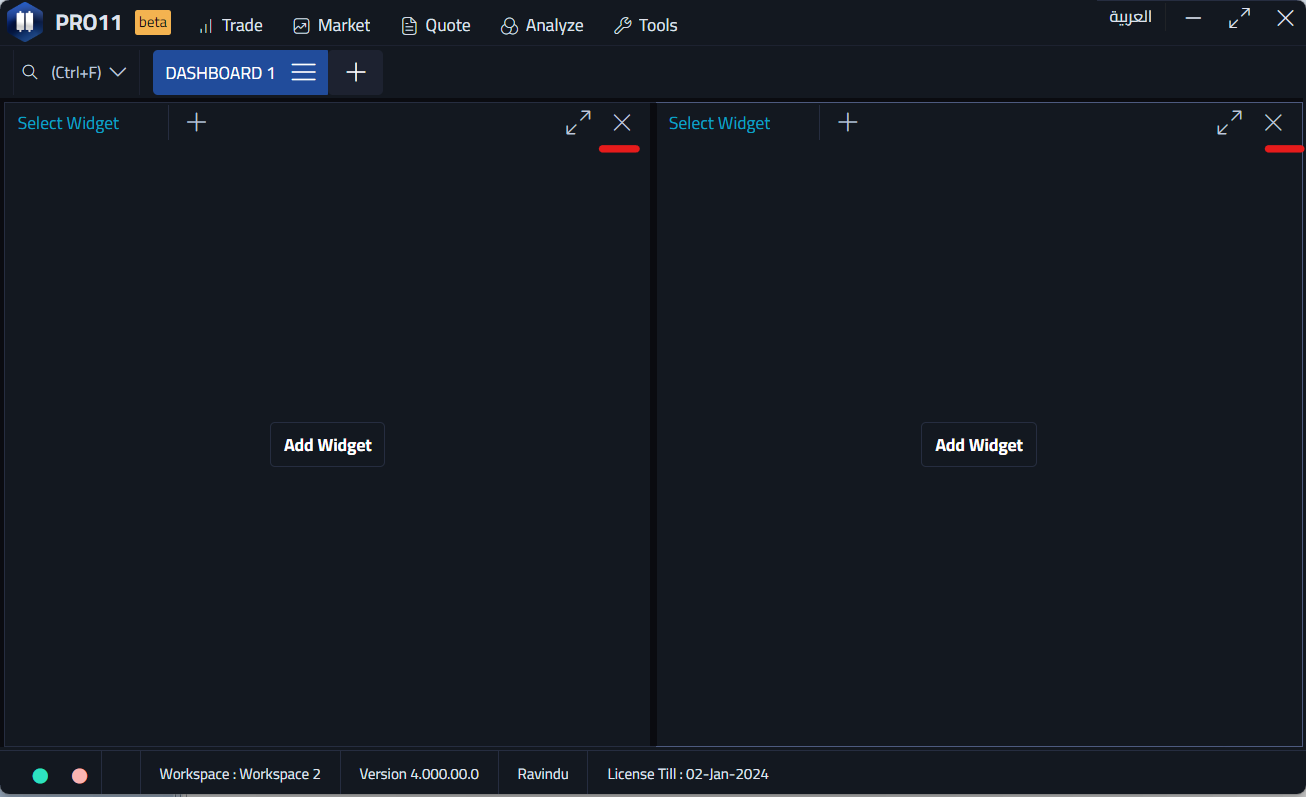 PRO11 beta Trade Market Quote Analyze Tools العربية
(Ctrl+F) DASHBOARD 1
Select Widget Select Widget
Add Widget Add Widget
Workspace : Workspace 2 Version 4.000.00.0 Ravindu License Till : 02-Jan-2024